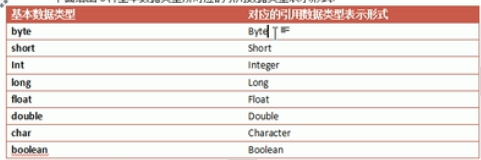 基本数据类型 对应的引用数据类型表示形式
byte Byte
short Short
Int Integer
long Long
float Float
double Double
char Character
boolean Boolean